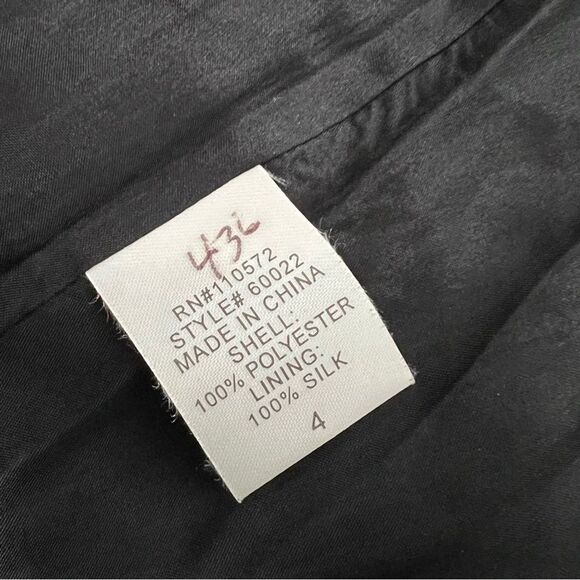 436
RN#110572
STYLE# 60022
MADE IN CHINA
SHELL:
100% POLYESTER
LINING:
100% SILK
4